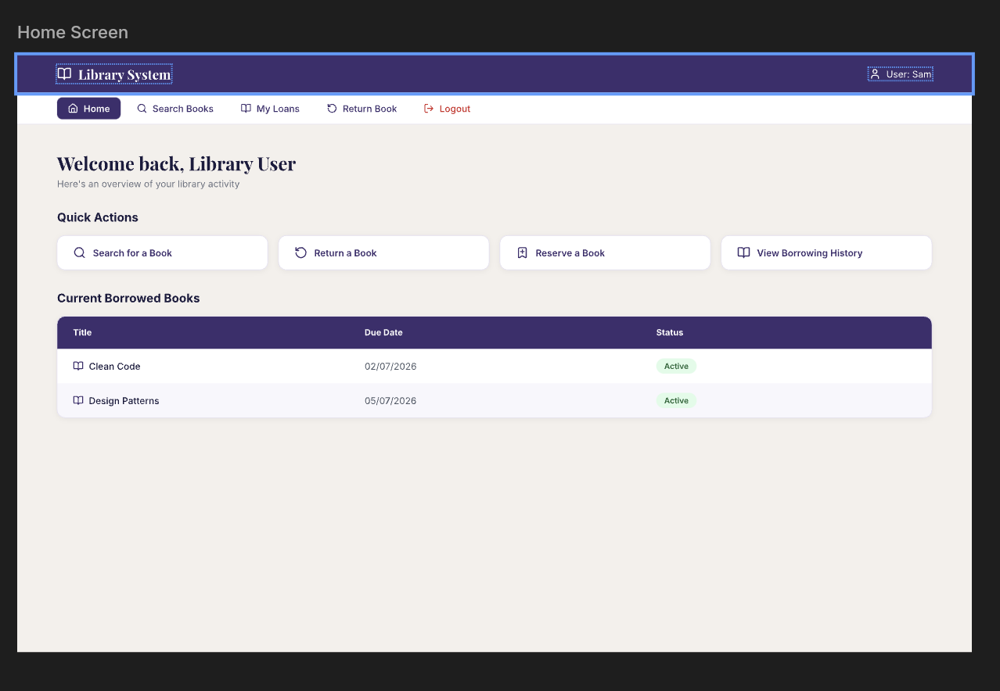 Home Screen
Library System
User: Sam
Home
Search Books
My Loans
Return Book
Logout
Welcome back, Library User
Here's an overview of your library activity
Quick Actions
Search for a Book
Return a Book
Reserve a Book
View Borrowing History
Current Borrowed Books
Title Due Date Status
Clean Code 02/07/2026 Active
Design Patterns 05/07/2026 Active